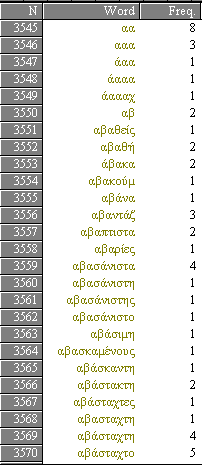 N Word Freq.
3545 αα 8
3546 ααα 3
3547 άαα 1
3548 άααα 1
3549 άαααχ 1
3550 αβ 2
3551 αβαθείς 1
3552 αβαθή 2
3553 άβακα 2
3554 αβακούμ 1
3555 αβάνα 1
3556 αβαντάζ 3
3557 αβαπτιστα 2
3558 αβαρίες 1
3559 αβασάνιστα 4
3560 αβασάνιστη 1
3561 αβασάνιστης 1
3562 αβασάνιστο 1
3563 αβάσιμη 1
3564 αβασκαμένους 1
3565 αβάσκαντη 1
3566 αβάστακτη 2
3567 αβάσταχτες 1
3568 αβασταχτη 1
3569 αβάσταχτη 4
3570 αβάσταχτο 5